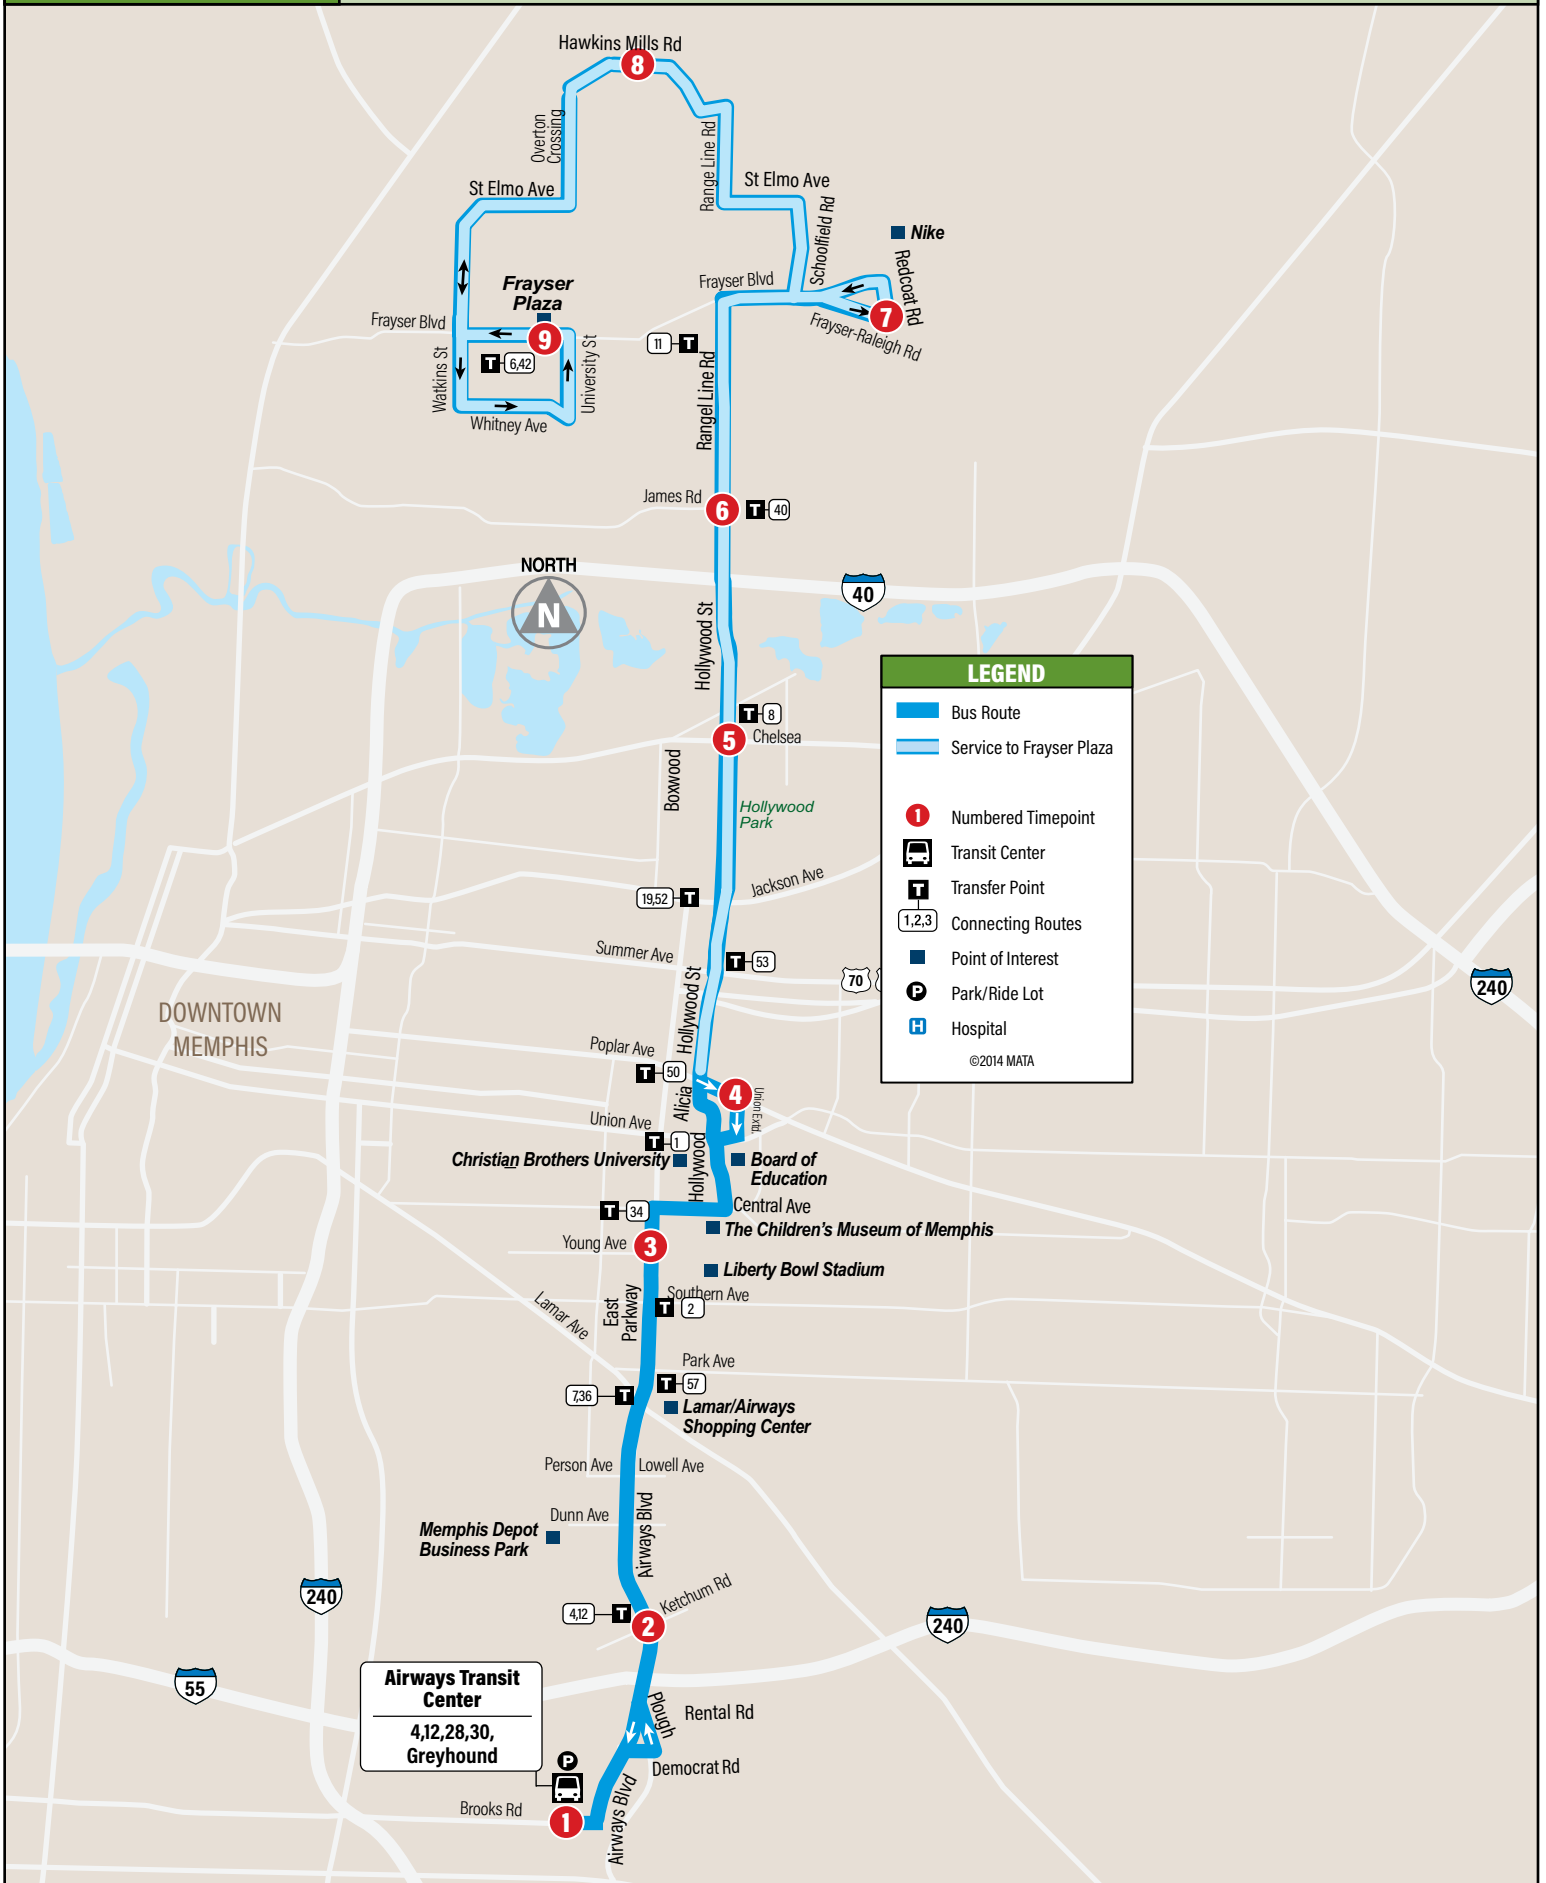 Hawkins Mills Rd
8
Overton
Crossing
Range Line Rd
St Elmo Ave
St Elmo Ave
Schoolfield Rd
Nike
Redcoat Rd
Frayser
Plaza
Frayser Blvd
Frayser Blvd
7
Frayser-Raleigh Rd
9
11 T
T 6,42
Watkins St
University St
Whitney Ave
Rangel Line Rd
James Rd
6
T 40
NORTH
N
40
Hollywood St
LEGEND
Bus Route
Service to Frayser Plaza
1 Numbered Timepoint
Transit Center
T Transfer Point
1,2,3 Connecting Routes
Point of Interest
P Park/Ride Lot
H Hospital
©2014 MATA
T 8
5
Chelsea
Boxwood
Hollywood
Park
Jackson Ave
19,52 T
Summer Ave
T 53
70
240
Hollywood St
DOWNTOWN
MEMPHIS
Poplar Ave
T 50
4
Alicia
Union Extd.
Union Ave
T 1
Christian Brothers University
Hollywood
Board of
Education
T 34
Central Ave
The Children's Museum of Memphis
Young Ave
3
Liberty Bowl Stadium
East
Parkway
Southern Ave
T 2
Lamar Ave
Park Ave
T 57
7,36 T
Lamar/Airways
Shopping Center
Person Ave
Lowell Ave
Dunn Ave
Airways Blvd
Memphis Depot
Business Park
240
Ketchum Rd
4,12 T
2
240
55
Airways Transit
Center
4,12,28,30,
Greyhound
Plough
Rental Rd
P
Democrat Rd
Brooks Rd
1
Airways Blvd